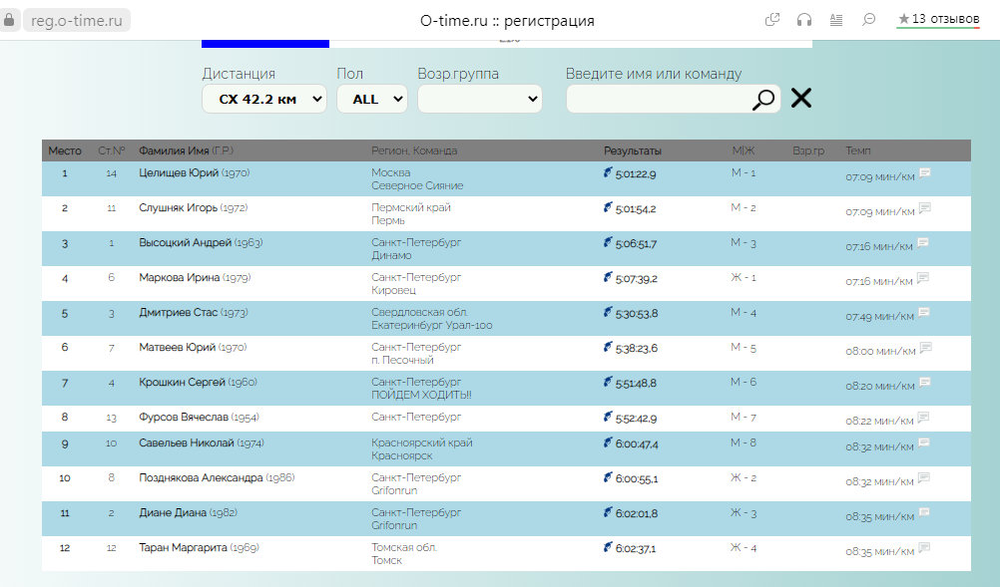 reg.o-time.ru O-time.ru :: регистрация 13 отзывов
Дистанция Пол Возр.группа Введите имя или команду
СХ 42.2 км ALL
Место Ст.№ Фамилия Имя (Г.Р.) Регион, Команда Результаты М|Ж Взр.гр Темп
1 14 Целищев Юрий (1970) Москва 5:01:22,9 М - 1 07:09 мин/км
Северное Сияние
2 11 Слушняк Игорь (1972) Пермский край 5:01:54,2 М - 2 07:09 мин/км
Пермь
3 1 Высоцкий Андрей (1963) Санкт-Петербург 5:06:51,7 М - 3 07:16 мин/км
Динамо
4 6 Маркова Ирина (1979) Санкт-Петербург 5:07:39,2 Ж - 1 07:16 мин/км
Кировец
5 3 Дмитриев Стас (1973) Свердловская обл. 5:30:53,8 М - 4 07:49 мин/км
Екатеринбург Урал-100
6 7 Матвеев Юрий (1970) Санкт-Петербург 5:38:23,6 М - 5 08:00 мин/км
п. Песочный
7 4 Крошкин Сергей (1960) Санкт-Петербург 5:51:48,8 М - 6 08:20 мин/км
ПОЙДЕМ ХОДИТЬ!!
8 13 Фурсов Вячеслав (1954) Санкт-Петербург 5:52:42,9 М - 7 08:22 мин/км
9 10 Савельев Николай (1974) Красноярский край 6:00:47,4 М - 8 08:32 мин/км
Красноярск
10 8 Позднякова Александра (1986) Санкт-Петербург 6:00:55,1 Ж - 2 08:32 мин/км
Grifonrun
11 2 Диане Диана (1982) Санкт-Петербург 6:02:01,8 Ж - 3 08:35 мин/км
Grifonrun
12 12 Таран Маргарита (1969) Томская обл. 6:02:37,1 Ж - 4 08:35 мин/км
Томск